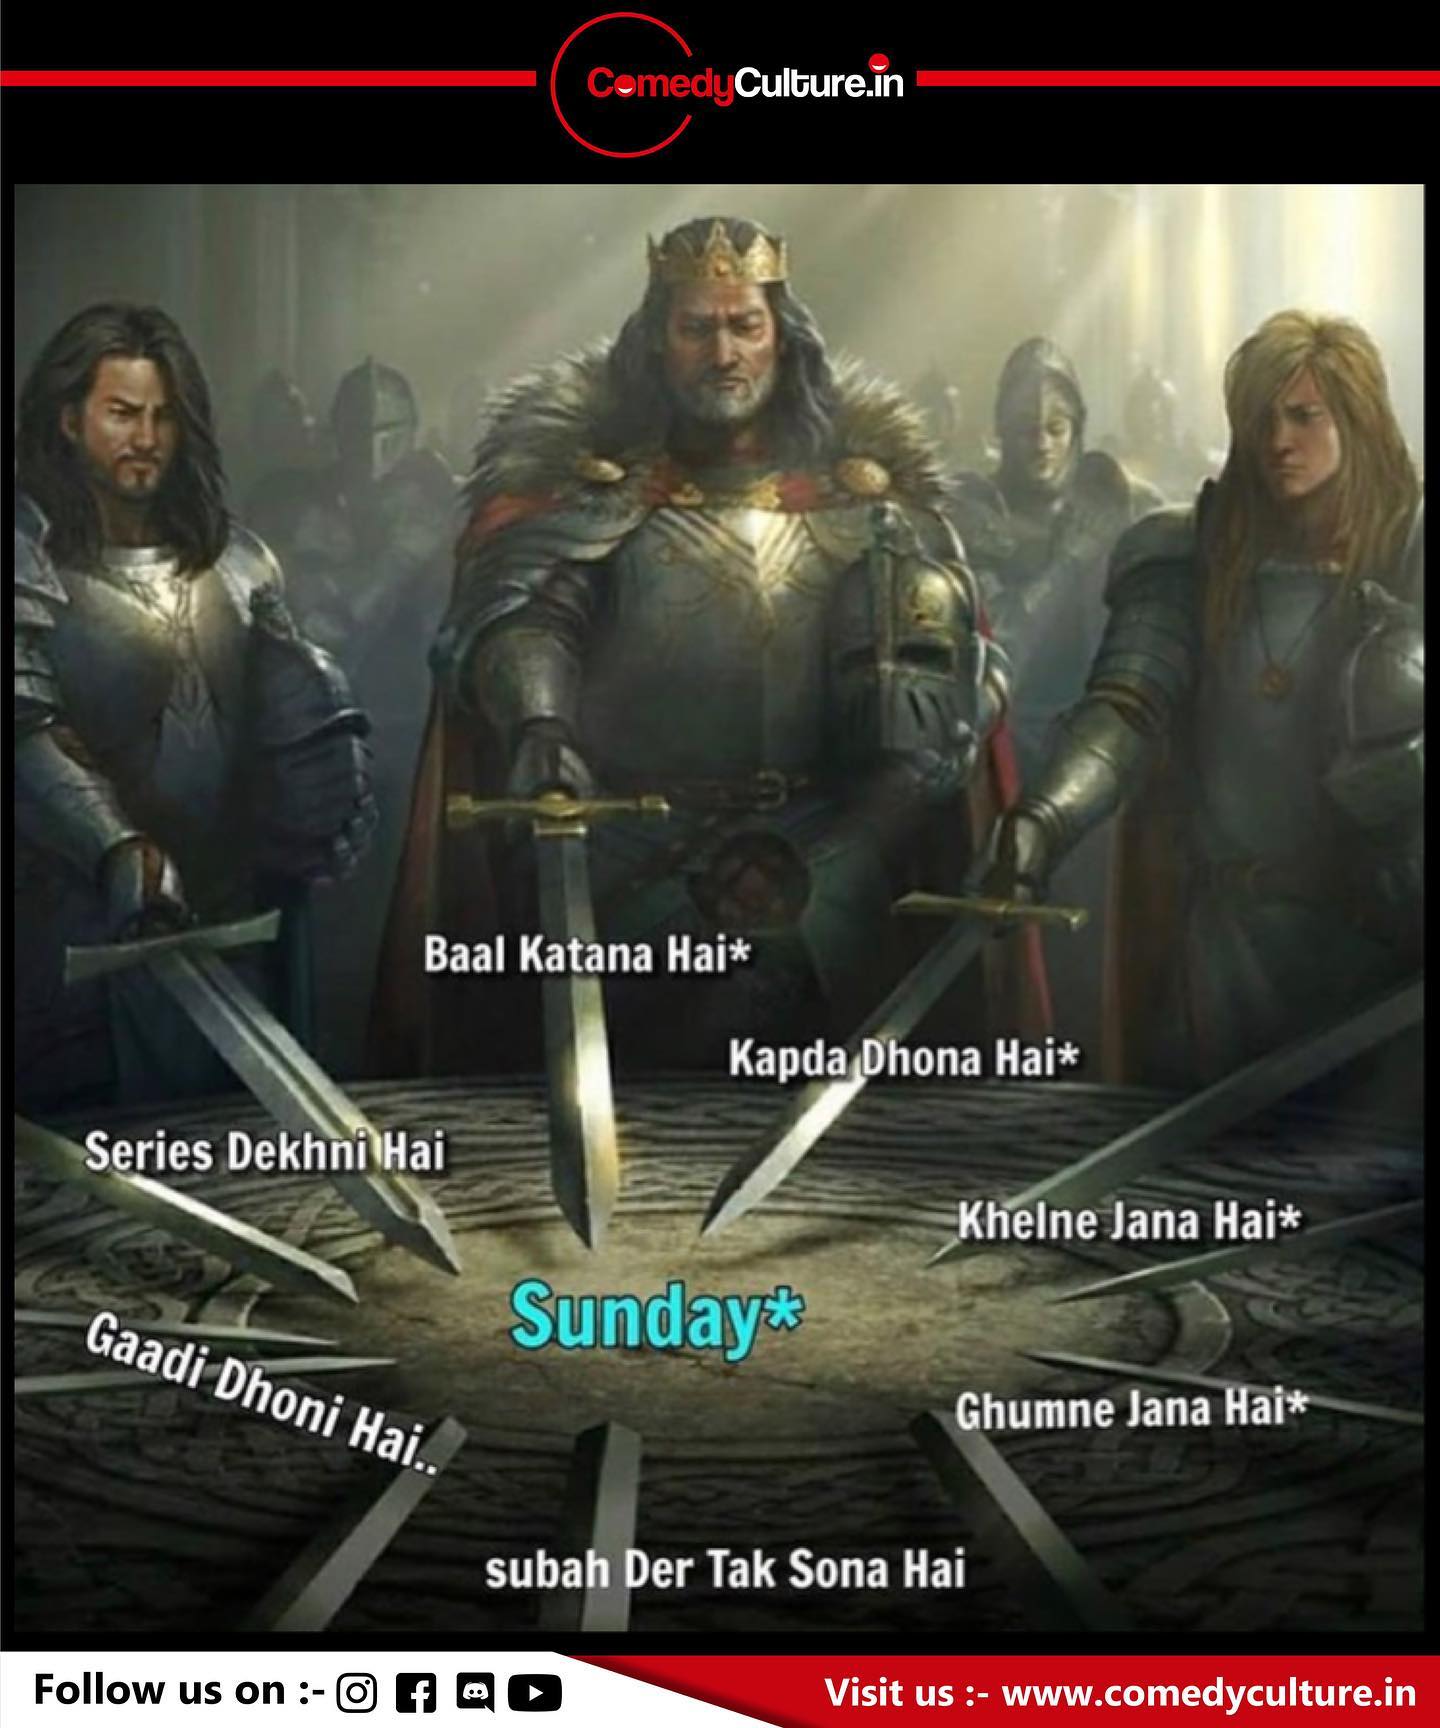 ComedyCulture.in
Baal Katana Hai*
Kapda Dhona Hai*
Series Dekhni Hai
Khelne Jana Hai*
Sunday*
Gaadi Dhoni Hai..
Ghumne Jana Hai*
subah Der Tak Sona Hai
Follow us on :-
Visit us :- www.comedyculture.in